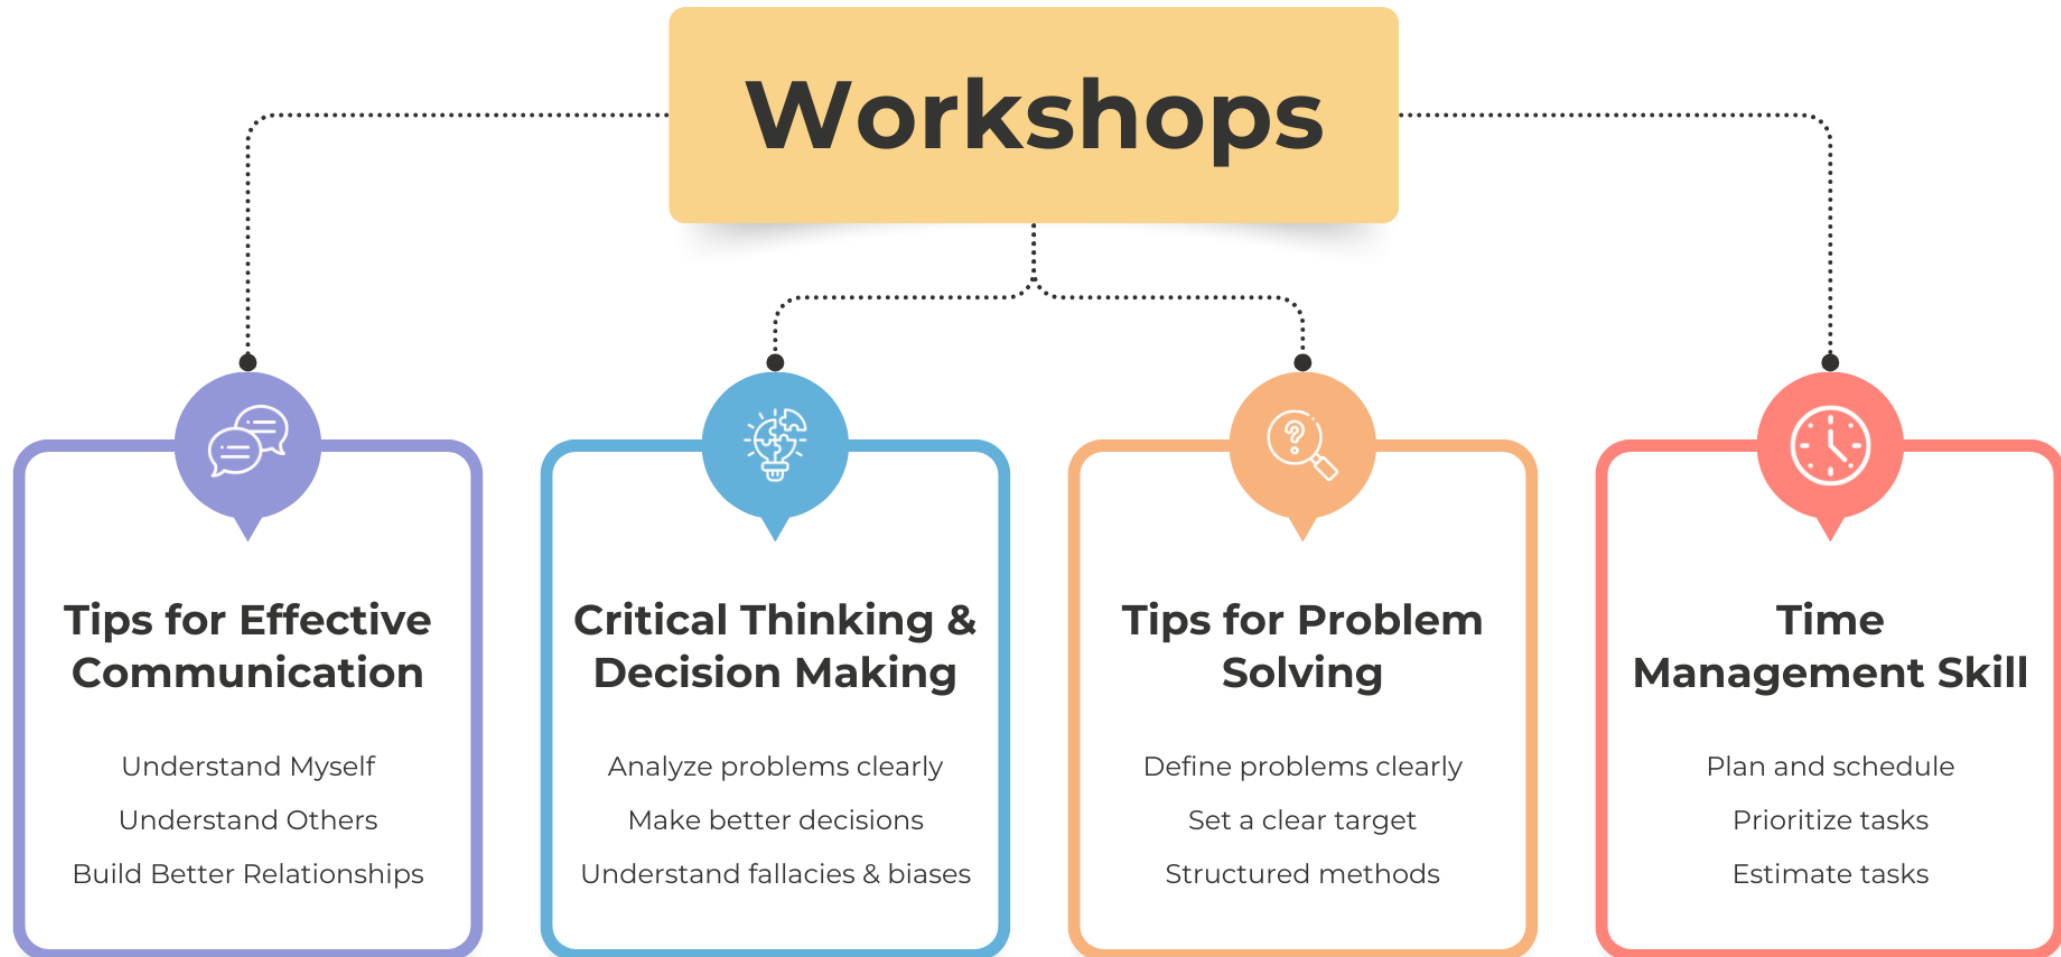 Workshops
Tips for Effective
Communication
Understand Myself
Understand Others
Build Better Relationships
Critical Thinking &
Decision Making
Analyze problems clearly
Make better decisions
Understand fallacies & biases
Tips for Problem
Solving
Define problems clearly
Set a clear target
Structured methods
Time
Management Skill
Plan and schedule
Prioritize tasks
Estimate tasks